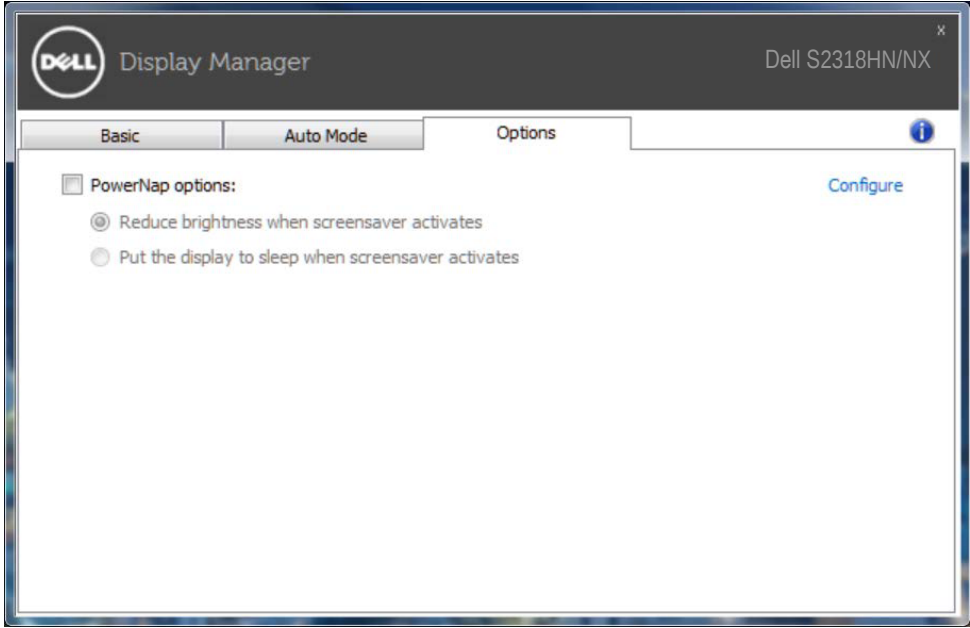 x
DELL Display Manager Dell S2318HN/NX
Basic Auto Mode Options i
PowerNap options: Configure
Reduce brightness when screensaver activates
Put the display to sleep when screensaver activates